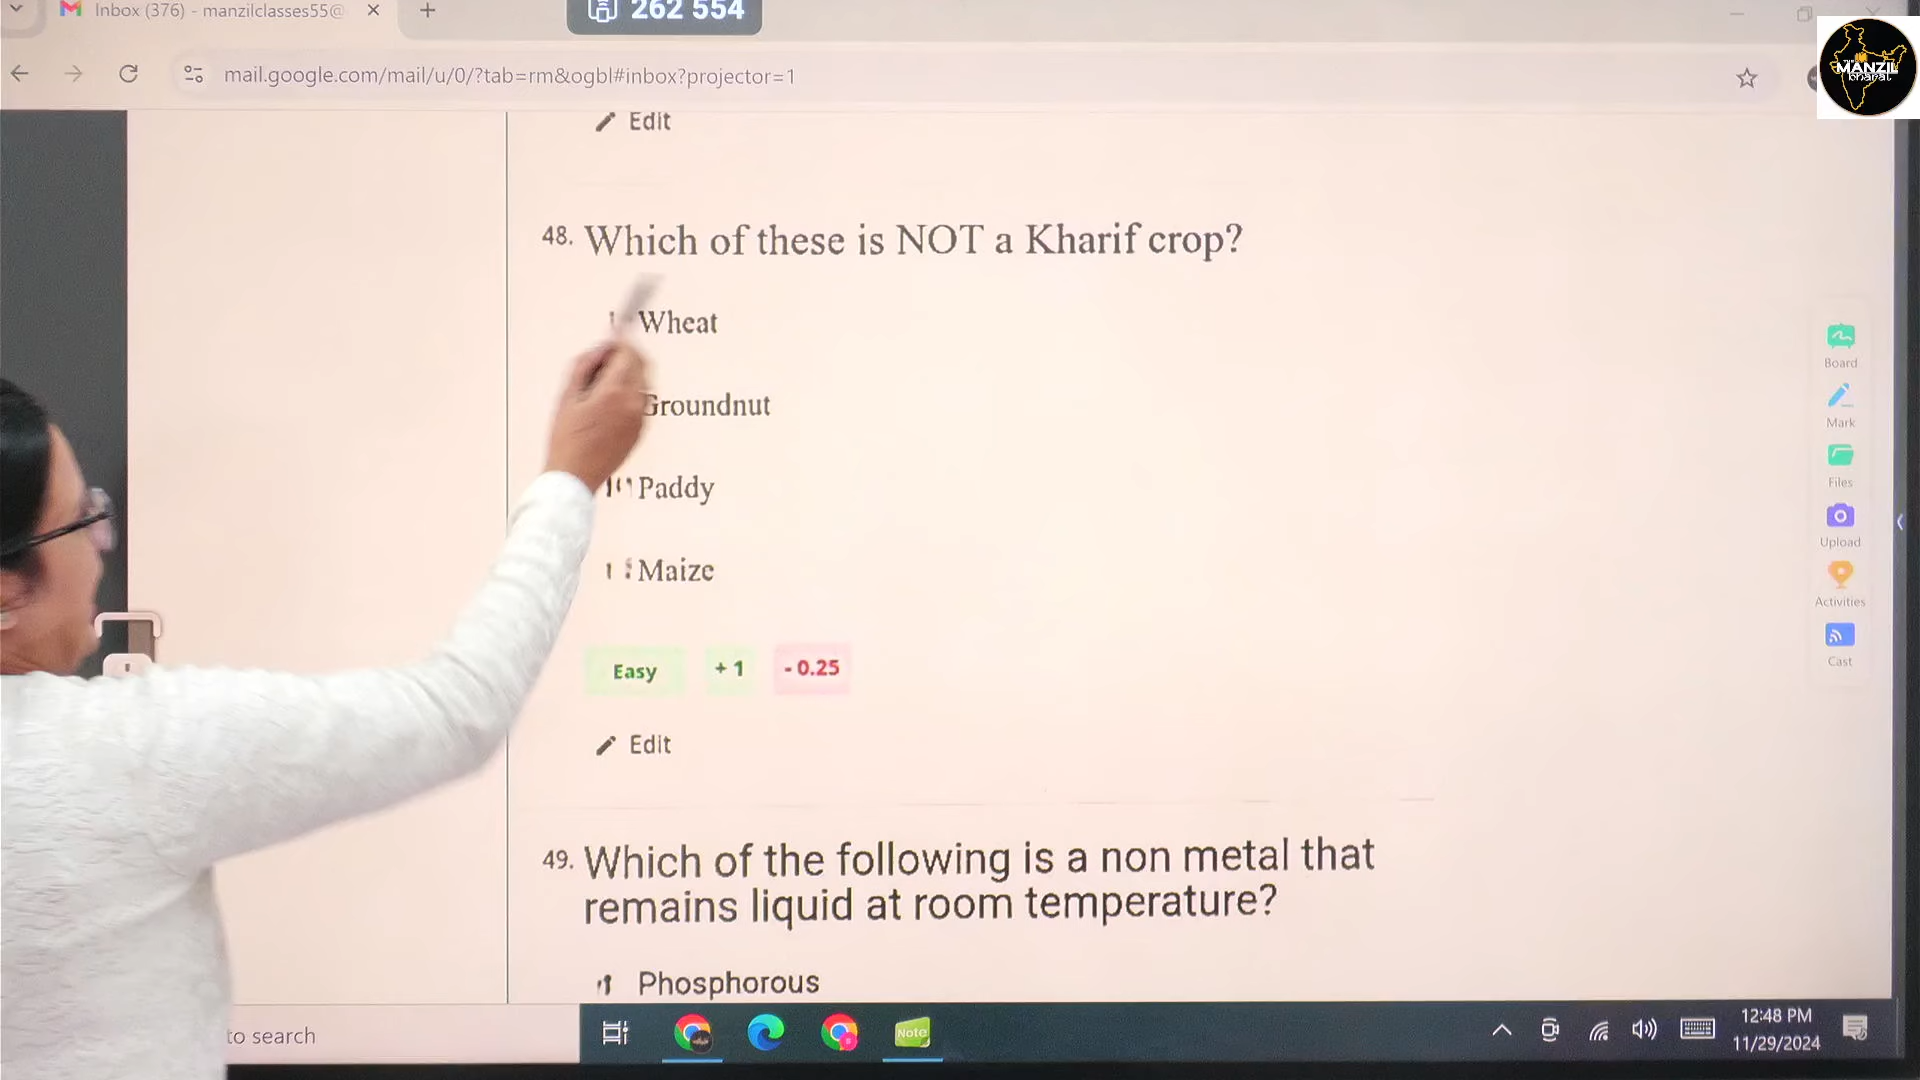 Inbox (376) - manzilclasses55@
262 554
mail.google.com/mail/u/0/?tab=rm&ogbl#inbox?projector=1
MANZIL
Edit
48. Which of these is NOT a Kharif crop?
Wheat
Groundnut
Paddy
Maize
Easy +1 -0.25
Edit
49. Which of the following is a non metal that
remains liquid at room temperature?
Phosphorous
Board
Mark
Files
Upload
Activities
Cast
to search
Note
12:48 PM
11/29/2024